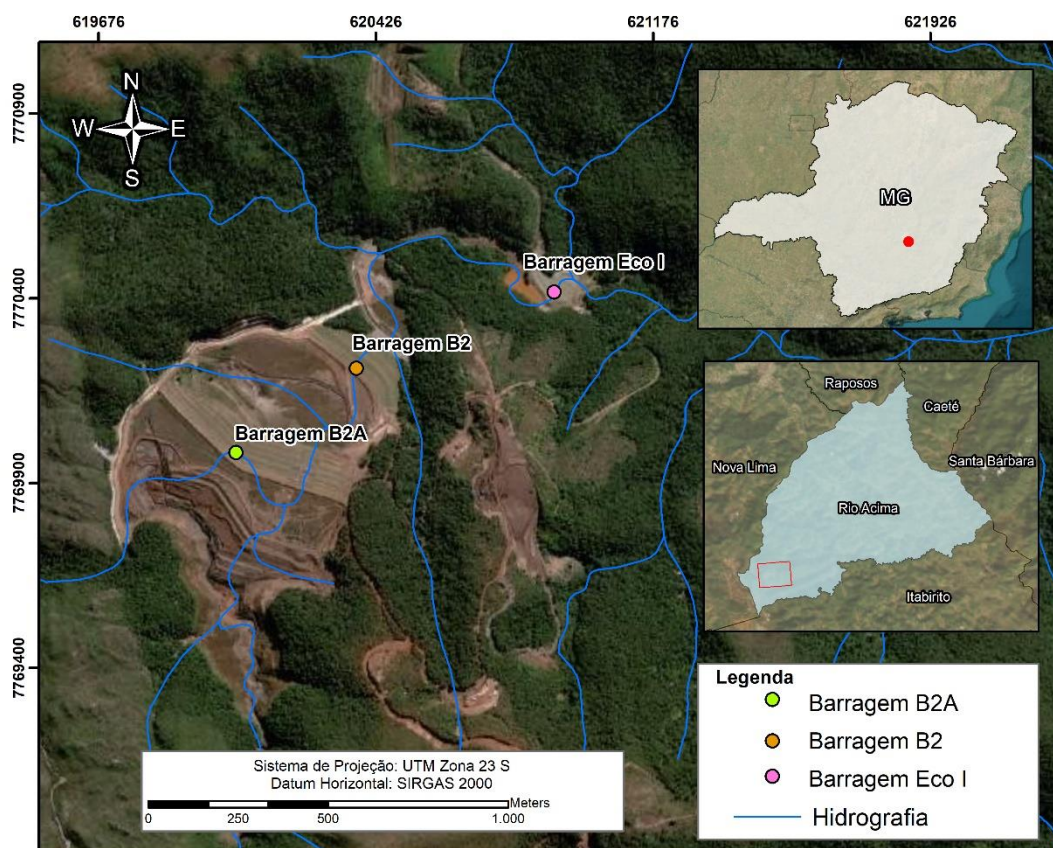 619676
620426
621176
621926
7770900
7770400
7769900
7769400
N
W
E
S
MG
Barragem Eco I
Barragem B2
Barragem B2A
Raposos
Caeté
Nova Lima
Santa Bárbara
Rio Acima
Itabirito
Legenda
Barragem B2A
Barragem B2
Barragem Eco I
Hidrografia
Sistema de Projeção: UTM Zona 23 S
Datum Horizontal: SIRGAS 2000
Meters
0
250
500
1.000